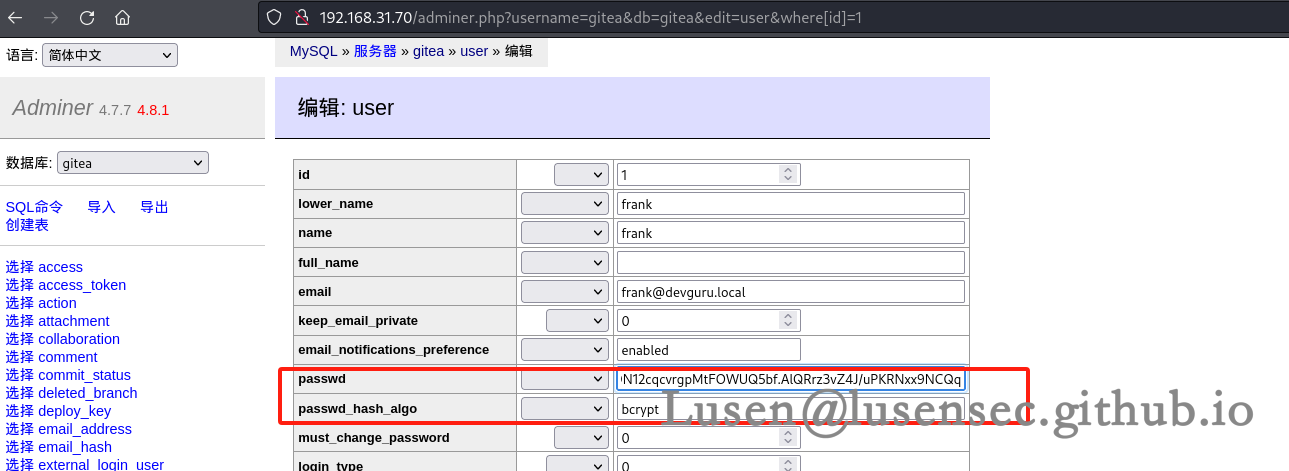 192.168.31.70/adminer.php?username=gitea&db=gitea&edit=user&where[id]=1
语言: 简体中文
MySQL » 服务器 » gitea » user » 编辑
Adminer 4.7.7 4.8.1
编辑: user
数据库: gitea
SQL命令 导入 导出
创建表
选择 access
选择 access_token
选择 action
选择 attachment
选择 collaboration
选择 comment
选择 commit_status
选择 deleted_branch
选择 deploy_key
选择 email_address
选择 email_hash
选择 external_login_user
id 1
lower_name frank
name frank
full_name
email frank@devguru.local
keep_email_private 0
email_notifications_preference enabled
passwd N12cqcvrgpMtFOWUQ5bf.AlQRrz3vZ4J/uPKRNxx9NCQq
passwd_hash_algo bcrypt
must_change_password 0
login_type 0
Lusen@lusensec.github.io